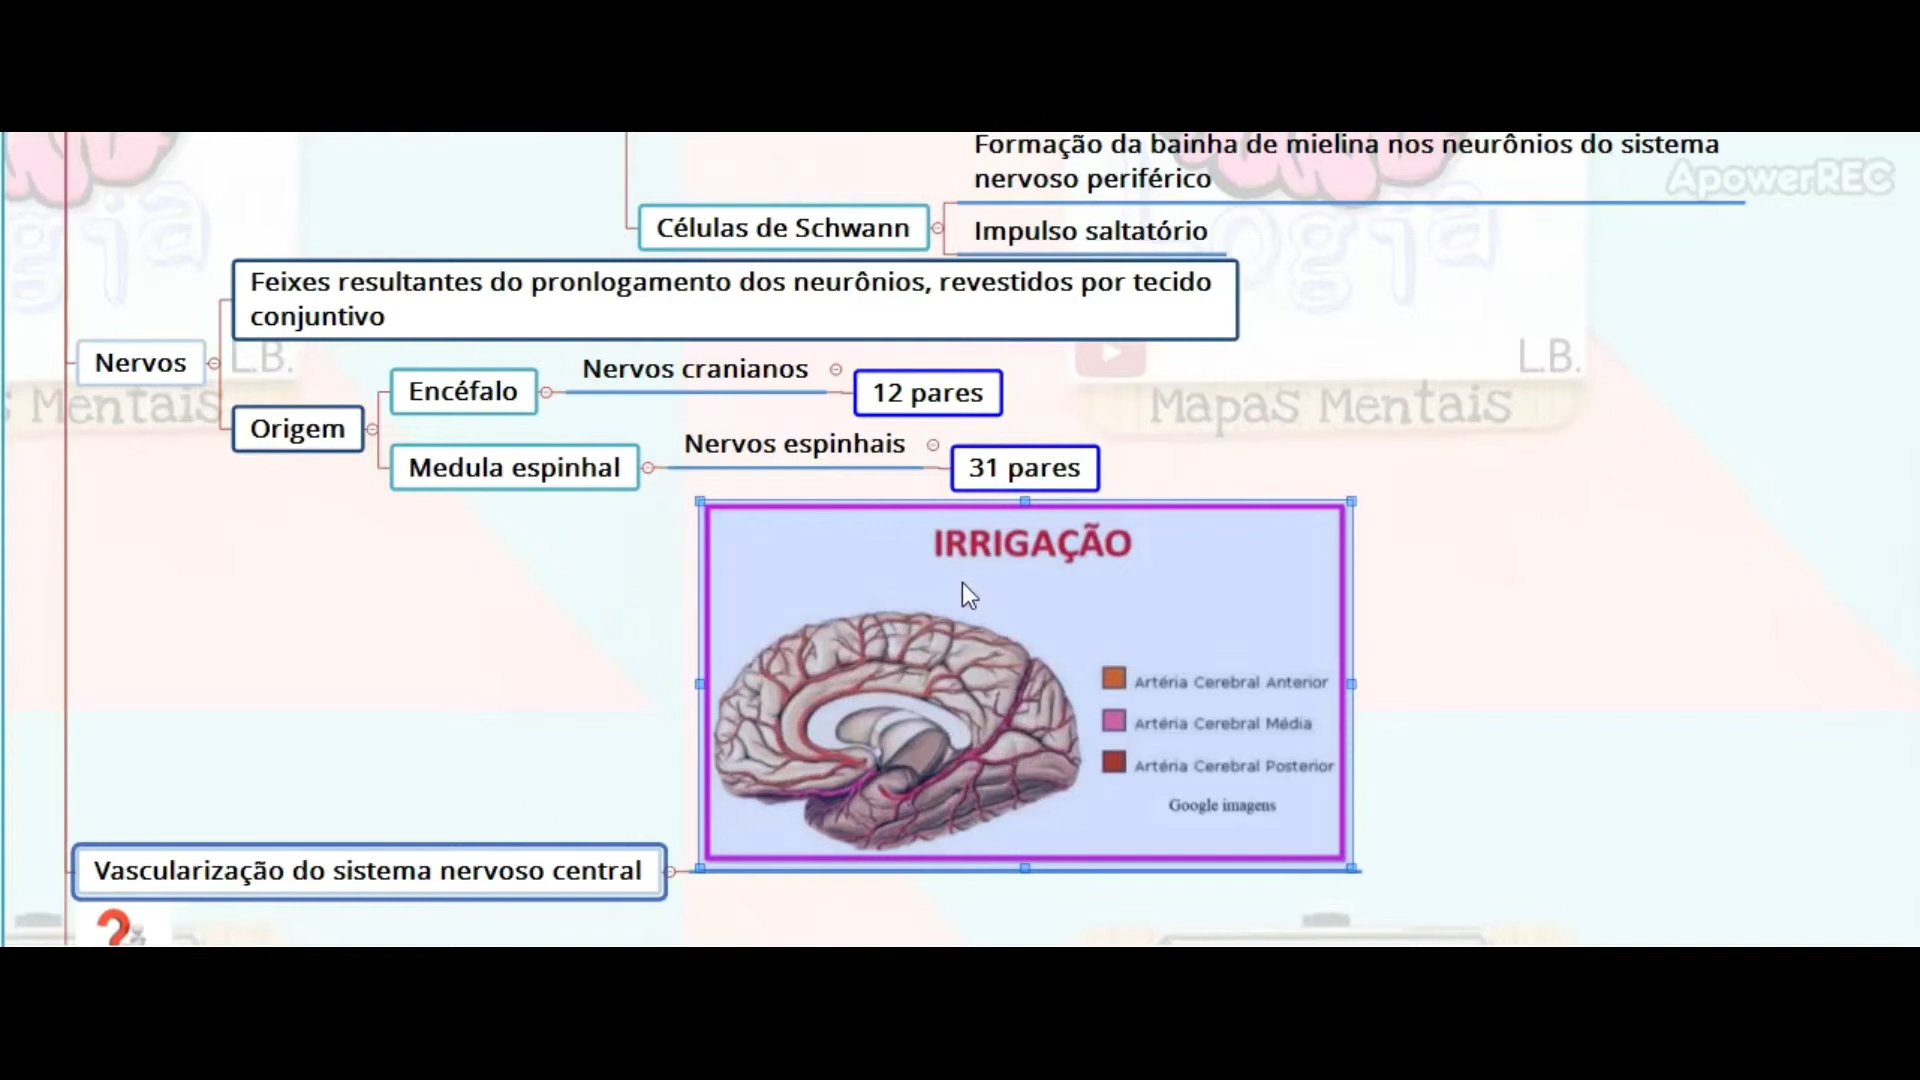 Formação da bainha de mielina nos neurônios do sistema
nervoso periférico
ApowerREC
Células de Schwann
Impulso saltatório
Feixes resultantes do pronlogamento dos neurônios, revestidos por tecido
conjuntivo
Nervos
L.B.
L.B.
Encéfalo
Nervos cranianos
12 pares
s Mentais
Mapas Mentais
Origem
Medula espinhal
Nervos espinhais
31 pares
IRRIGAÇÃO
Artéria Cerebral Anterior
Artéria Cerebral Média
Artéria Cerebral Posterior
Google imagens
Vascularização do sistema nervoso central